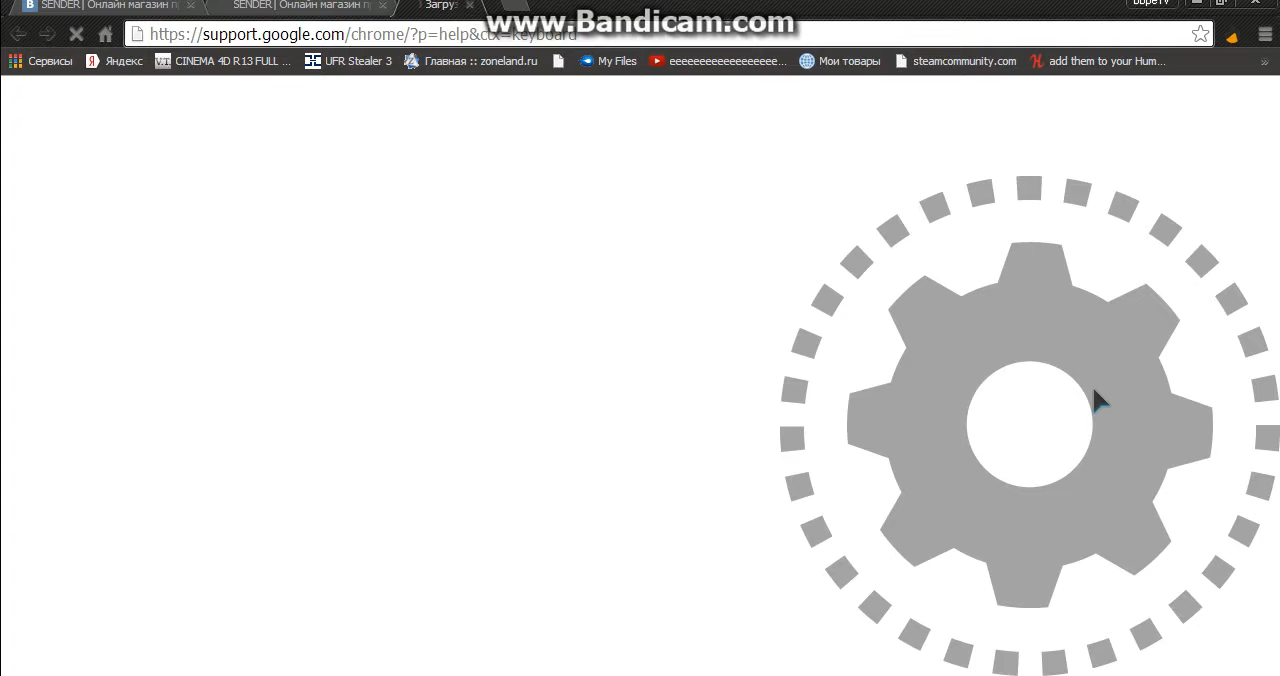 SENDER | Онлайн магазин п
SENDER | Онлайн магазин п
Загру:
www.Bandicam.com
https://support.google.com/chrome/?p=help&ctx=keyboard
Сервисы
Яндекс
CINEMA 4D R13 FULL ...
UFR Stealer 3
Главная :: zoneland.ru
My Files
eeeeeeeeeeeeeeeeee...
Мои товары
steamcommunity.com
add them to your Hum...
»